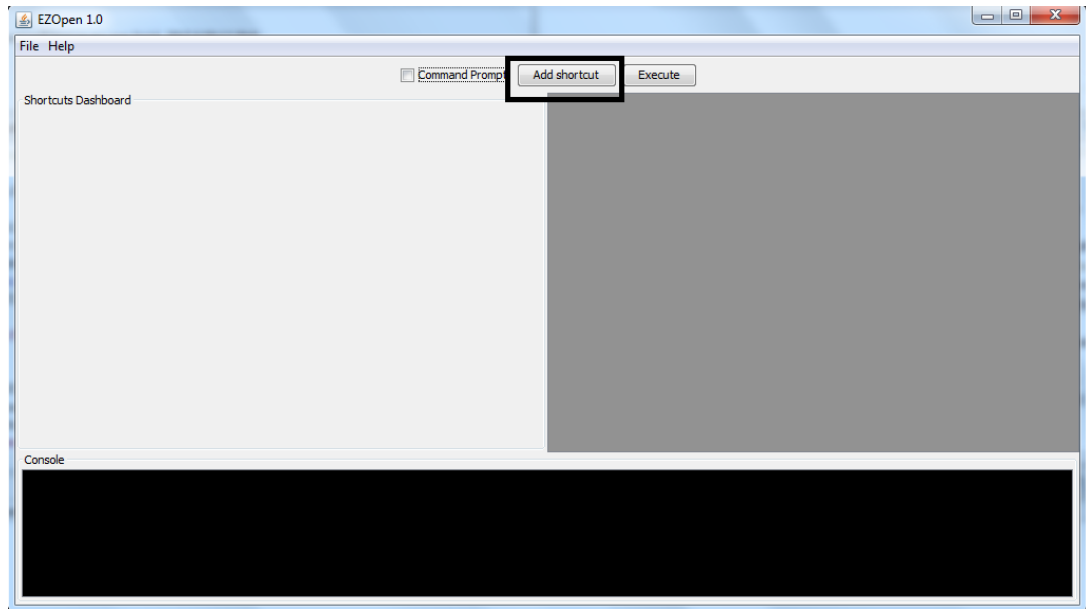 EZOpen 1.0
File Help
Command Prompt Add shortcut Execute
Shortcuts Dashboard
Console